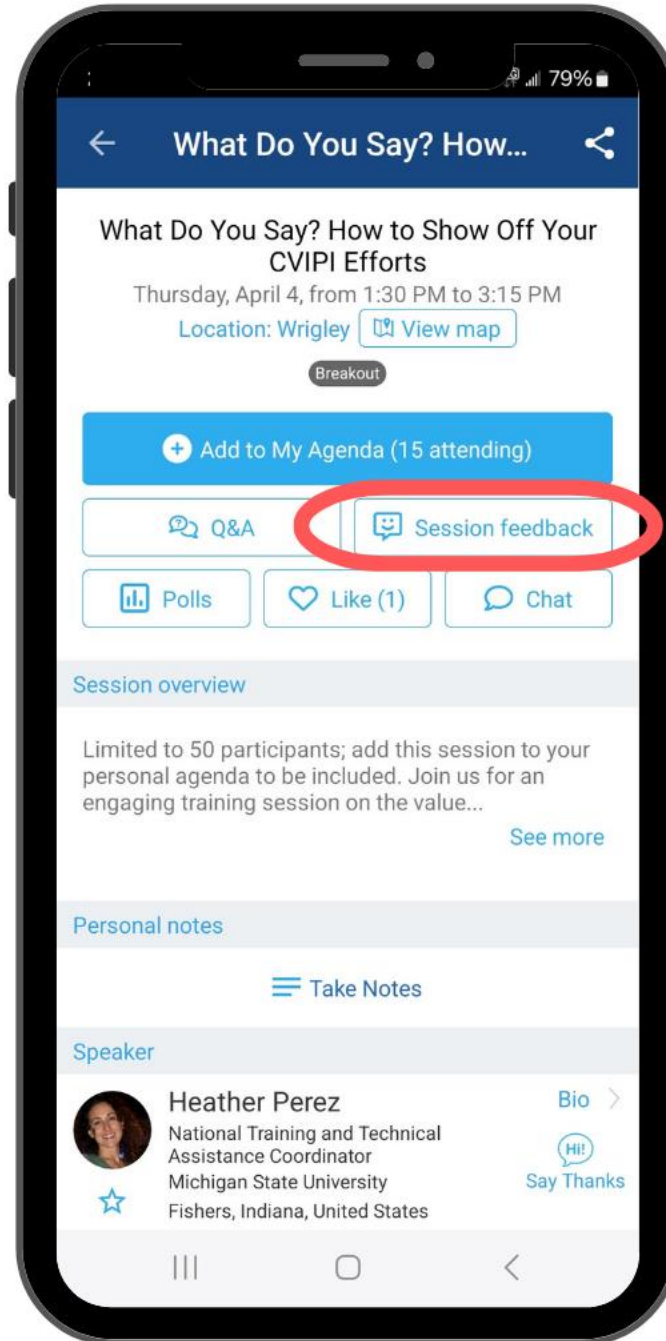 79%
What Do You Say? How...
What Do You Say? How to Show Off Your
CVIPI Efforts
Thursday, April 4, from 1:30 PM to 3:15 PM
Location: Wrigley View map
Breakout
Add to My Agenda (15 attending)
Q&A Session feedback
Polls Like (1) Chat
Session overview
Limited to 50 participants; add this session to your
personal agenda to be included. Join us for an
engaging training session on the value...
See more
Personal notes
Take Notes
Speaker
Heather Perez Bio
National Training and Technical
Assistance Coordinator Hi!
Michigan State University Say Thanks
Fishers, Indiana, United States